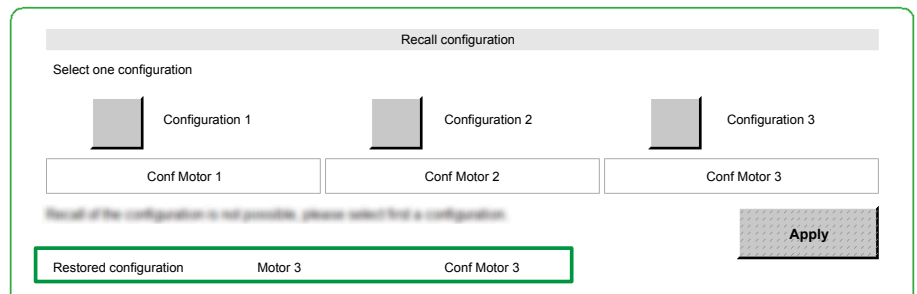 Recall configuration
Select one configuration
Configuration 1 Configuration 2 Configuration 3
Conf Motor 1 Conf Motor 2 Conf Motor 3
Apply
Restored configuration Motor 3 Conf Motor 3